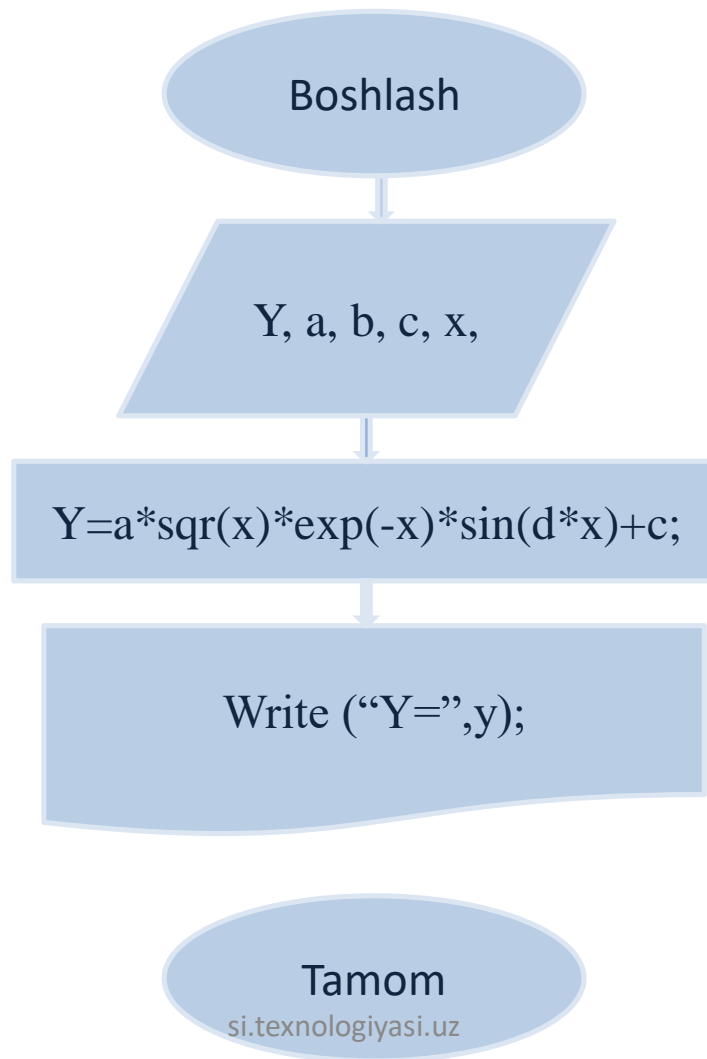 Boshlash
Y, a, b, c, x,
Y=a*sqr(x)*exp(-x)*sin(d*x)+c;
Write (“Y=”,y);
Tamom
si.texnologiyasi.uz